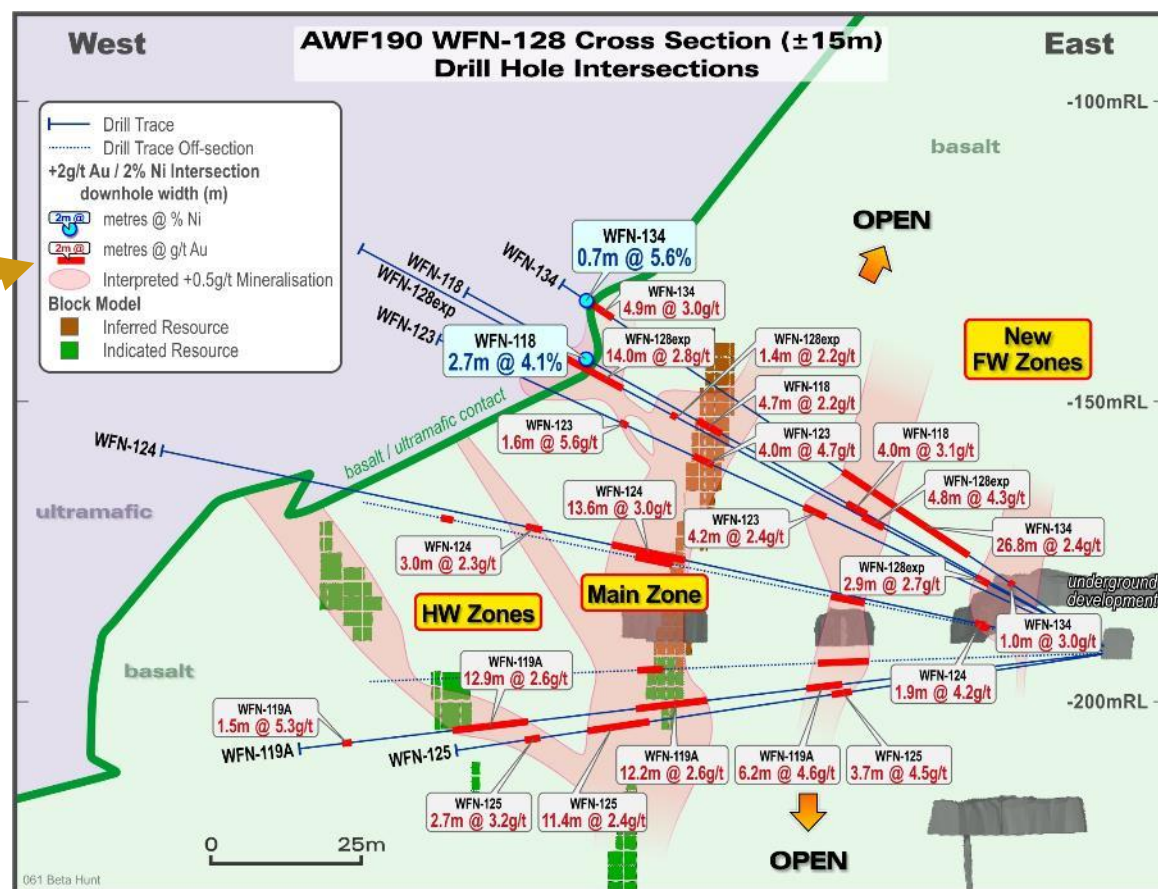 West
AWF190 WFN-128 Cross Section (±15m)
Drill Hole Intersections
East
Drill Trace
Drill Trace Off-section
+2g/t Au / 2% Ni Intersection
downhole width (m)
2m @
metres @ % Ni
2m @
metres @ g/t Au
Interpreted +0.5g/t Mineralisation
Block Model
Inferred Resource
Indicated Resource
-100mRL
basalt
OPEN
WFN-134
0.7m @ 5.6%
WFN-134
WFN-118
WFN-128exp
WFN-123
WFN-134
4.9m @ 3.0g/t
WFN-118
2.7m @ 4.1%
WFN-128exp
14.0m @ 2.8g/t
WFN-128exp
1.4m @ 2.2g/t
New
FW Zones
WFN-118
4.7m @ 2.2g/t
-150mRL
basalt / ultramafic contact
WFN-123
1.6m @ 5.6g/t
WFN-123
4.0m @ 4.7g/t
WFN-118
4.0m @ 3.1g/t
WFN-124
WFN-128exp
4.8m @ 4.3g/t
WFN-124
13.6m @ 3.0g/t
ultramafic
WFN-123
4.2m @ 2.4g/t
WFN-134
26.8m @ 2.4g/t
WFN-124
3.0m @ 2.3g/t
WFN-128exp
2.9m @ 2.7g/t
underground
development
Main Zone
HW Zones
WFN-134
1.0m @ 3.0g/t
basalt
WFN-119A
12.9m @ 2.6g/t
WFN-124
1.9m @ 4.2g/t
-200mRL
WFN-119A
1.5m @ 5.3g/t
WFN-119A
WFN-125
WFN-119A
12.2m @ 2.6g/t
WFN-119A
6.2m @ 4.6g/t
WFN-125
3.7m @ 4.5g/t
WFN-125
2.7m @ 3.2g/t
WFN-125
11.4m @ 2.4g/t
0
25m
OPEN
061 Beta Hunt